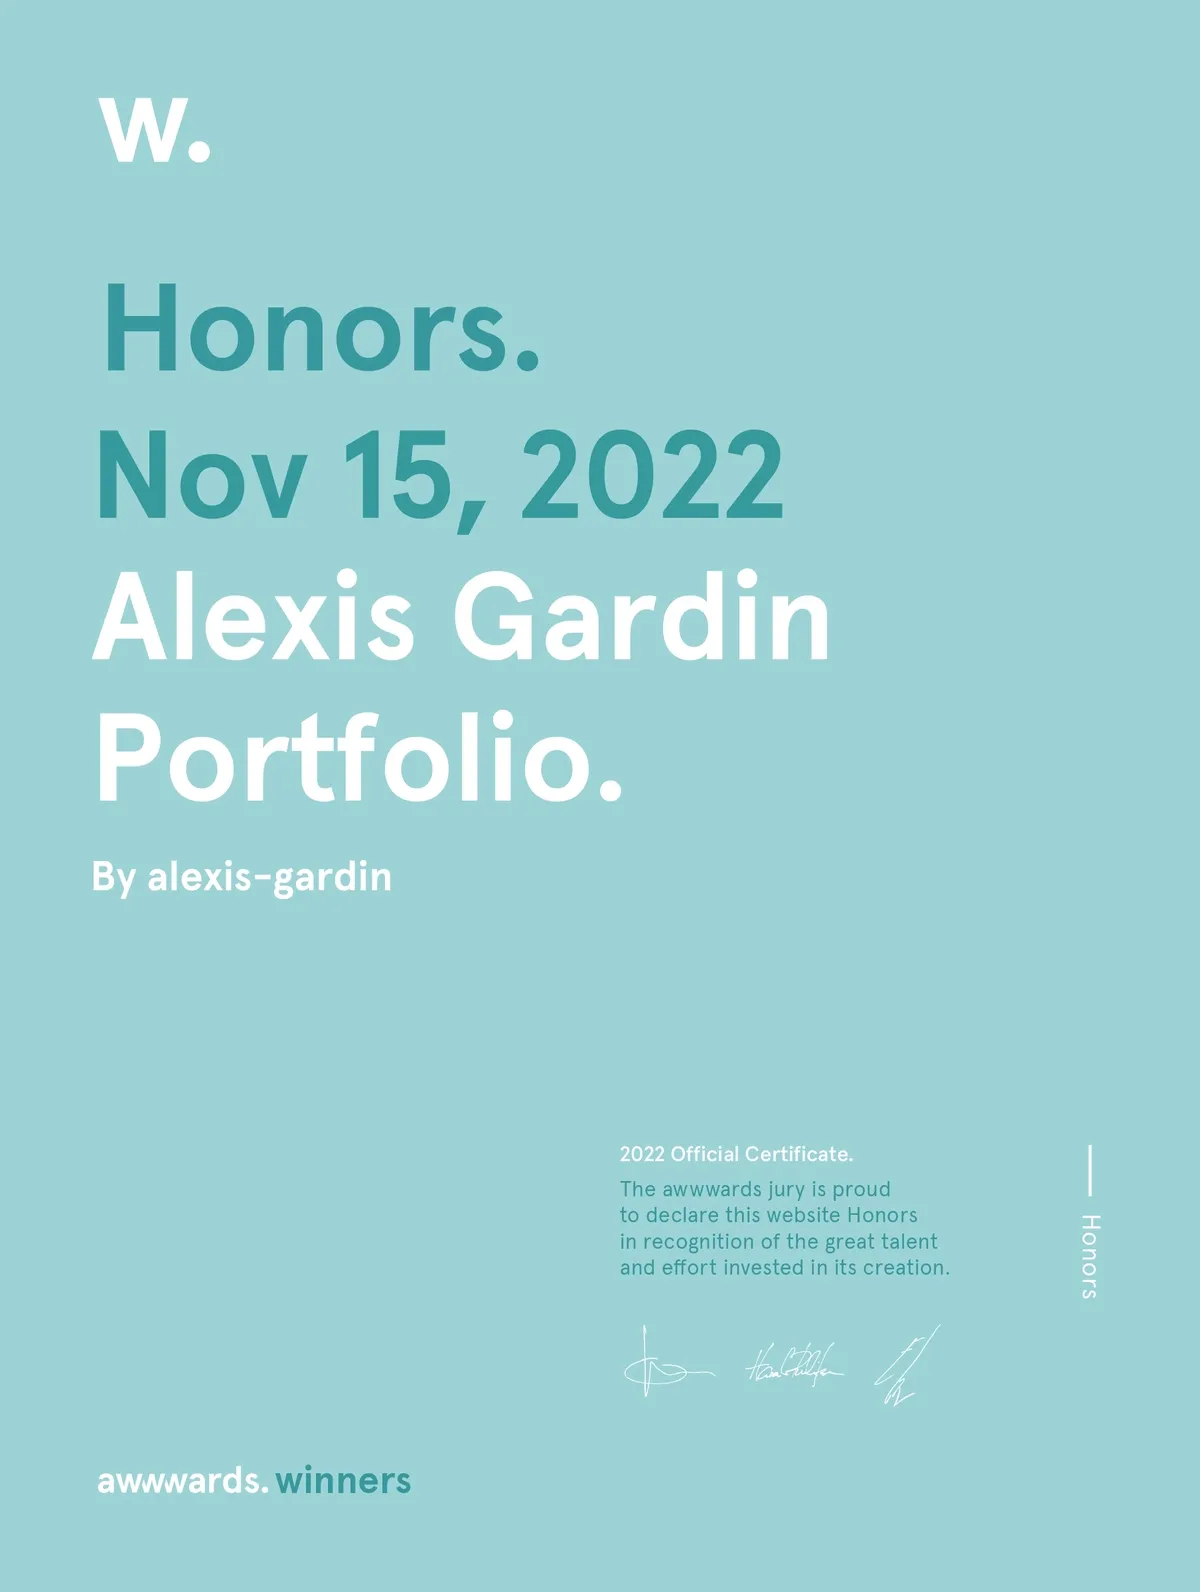 w.
Honors.
Nov 15, 2022
Alexis Gardin
Portfolio.
By alexis-gardin
2022 Official Certificate.
The awwwards jury is proud
to declare this website Honors
in recognition of the great talent
and effort invested in its creation.
Honors
awwwards. winners